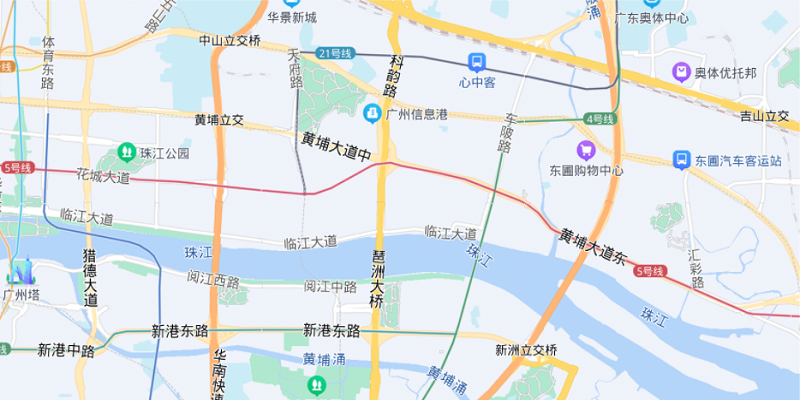 华景新城
陂涌
广东奥体中心
五山路
体育东路
中山立交桥
21号线
天府路
科韵路
心中客
奥体优托邦
黄埔立交
广州信息港
车陂路
4号线
吉山立交
黄埔大道中
珠江公园
东圃购物中心
东圃汽车客运站
5号线
花城大道
临江大道
临江大道
临江大道
黄埔大道东
珠江
珠江
汇彩路
5号线
猎德大道
琶洲大桥
阅江西路
阅江中路
广州塔
珠江
新港东路
新港东路
新港中路
号线
新洲立交桥
黄埔涌
黄埔涌
华南快速